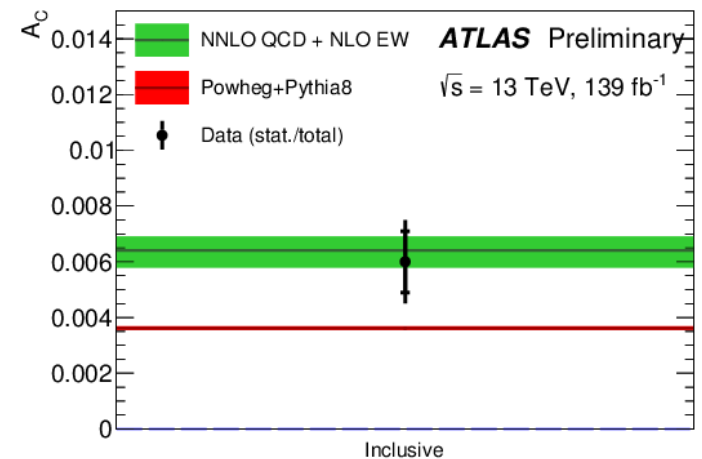 A_C
0.014
0.012
0.01
0.008
0.006
0.004
0.002
0
NNLO QCD + NLO EW
Powheg+Pythia8
Data (stat./total)
ATLAS Preliminary
√s = 13 TeV, 139 fb⁻¹
Inclusive